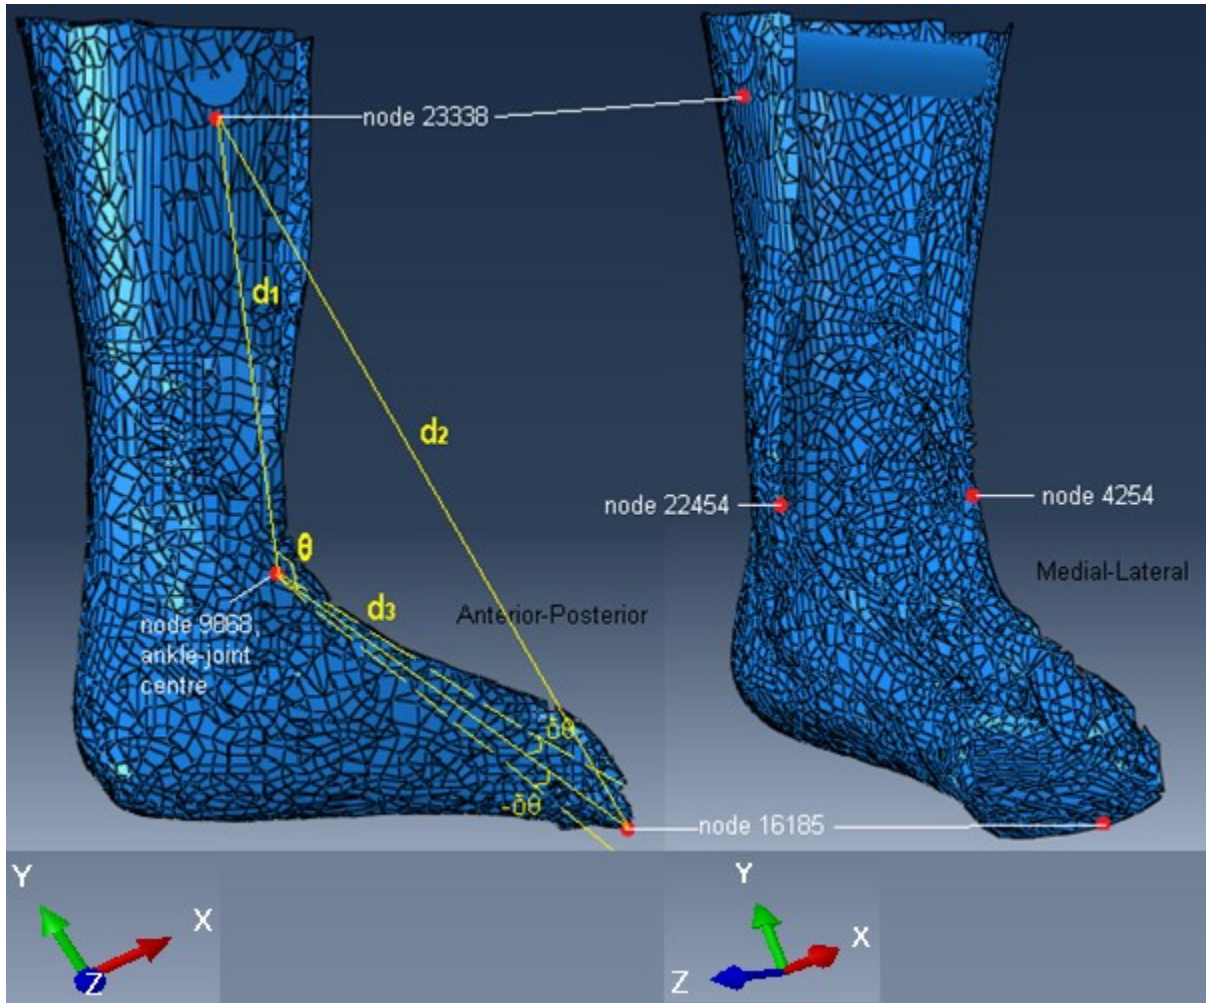 node 23338
d1
d2
node 22454
node 4254
θ
Medial-Lateral
d3
Anterior-Posterior
node 9868,
ankle-joint
centre
δθ
-δθ
node 16185
Y
X
Z
Y
X
Z